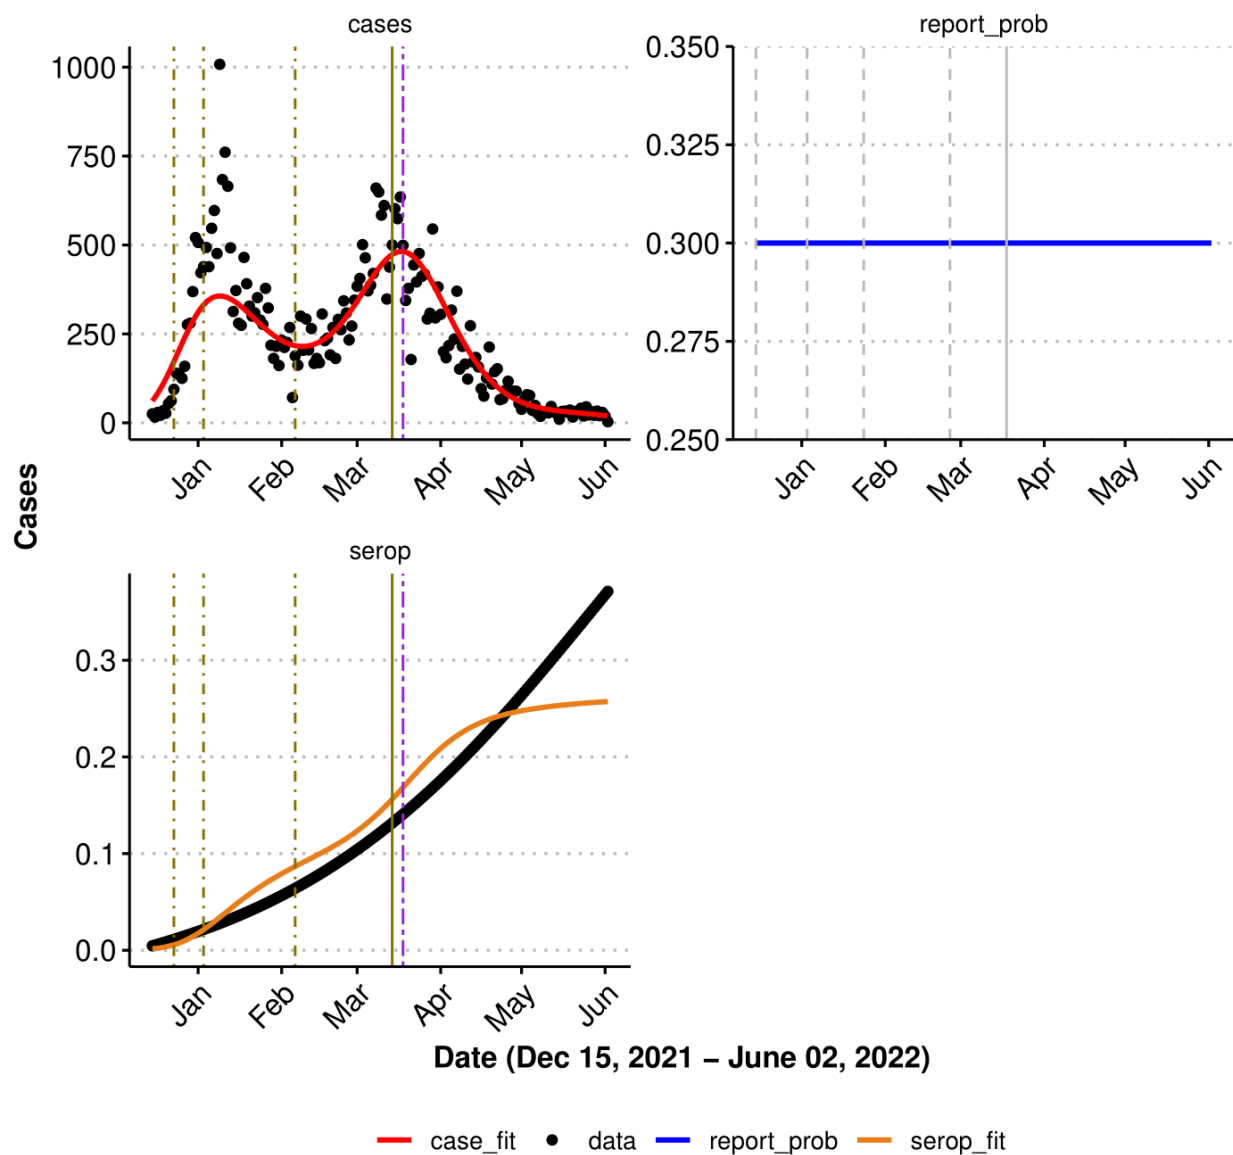 cases
1000
750
500
250
0
Jan Feb Mar Apr May Jun
report_prob
0.350
0.325
0.300
0.275
0.250
Jan Feb Mar Apr May Jun
Cases
serop
0.3
0.2
0.1
0.0
Jan Feb Mar Apr May Jun
Date (Dec 15, 2021 − June 02, 2022)
case_fit data report_prob serop_fit